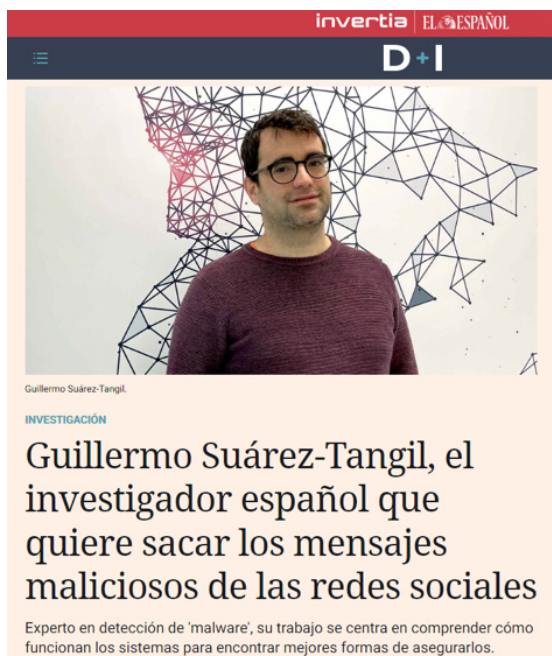 invertia EL ESPAÑOL
D+I
Guillermo Suárez-Tangil.
INVESTIGACIÓN
Guillermo Suárez-Tangil, el
investigador español que
quiere sacar los mensajes
maliciosos de las redes sociales
Experto en detección de 'malware', su trabajo se centra en comprender cómo
funcionan los sistemas para encontrar mejores formas de asegurarlos.